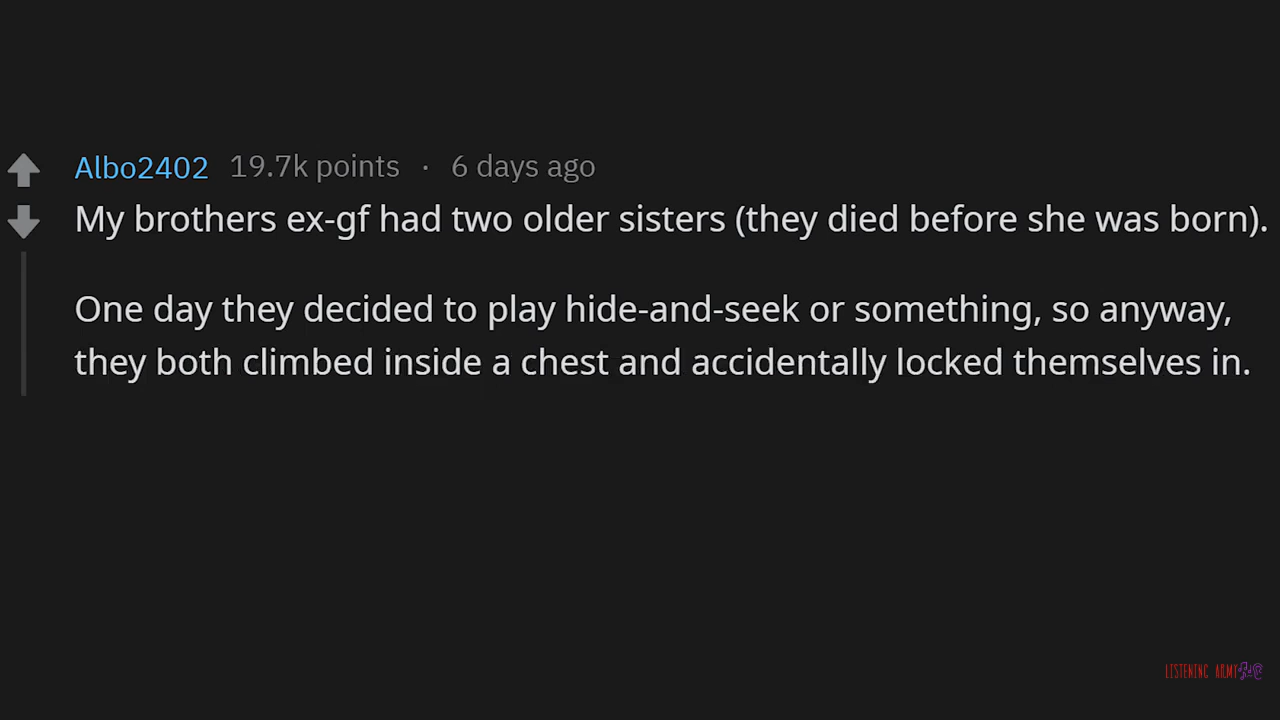 Albo2402 19.7k points · 6 days ago
My brothers ex-gf had two older sisters (they died before she was born).
One day they decided to play hide-and-seek or something, so anyway,
they both climbed inside a chest and accidentally locked themselves in.
LISTENING ARMY